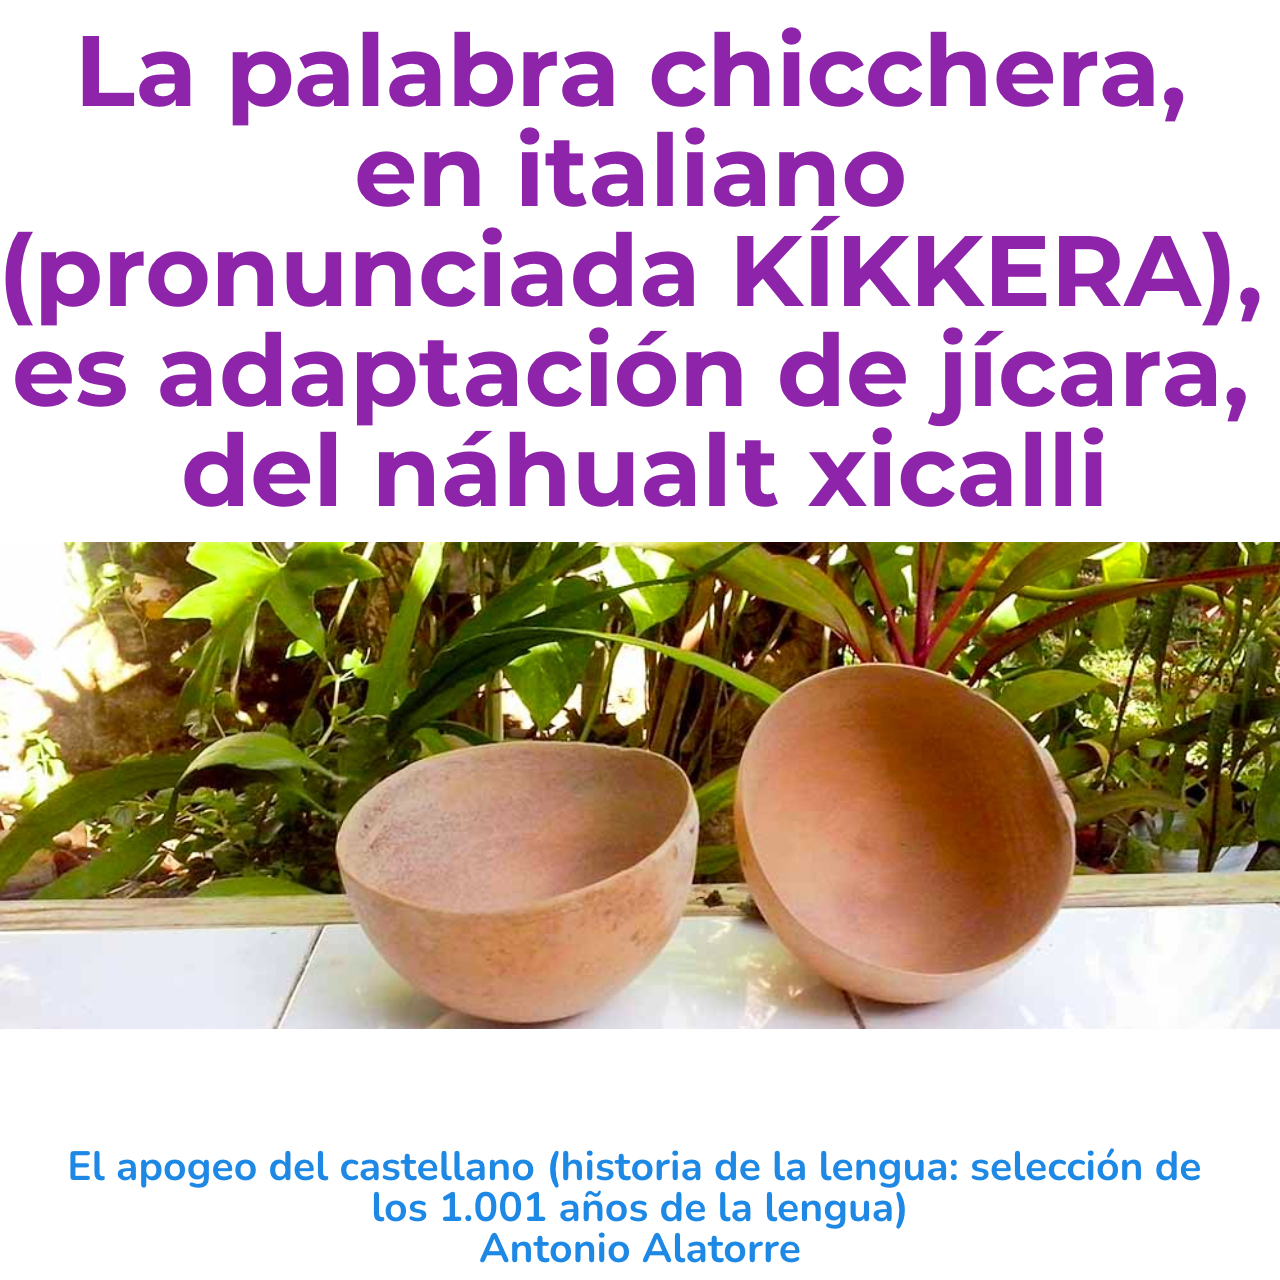 La palabra chicchera,
en italiano
(pronunciada KÍKKERA),
es adaptación de jícara,
del náhualt xicalli
El apogeo del castellano (historia de la lengua: selección de
los 1.001 años de la lengua)
Antonio Alatorre